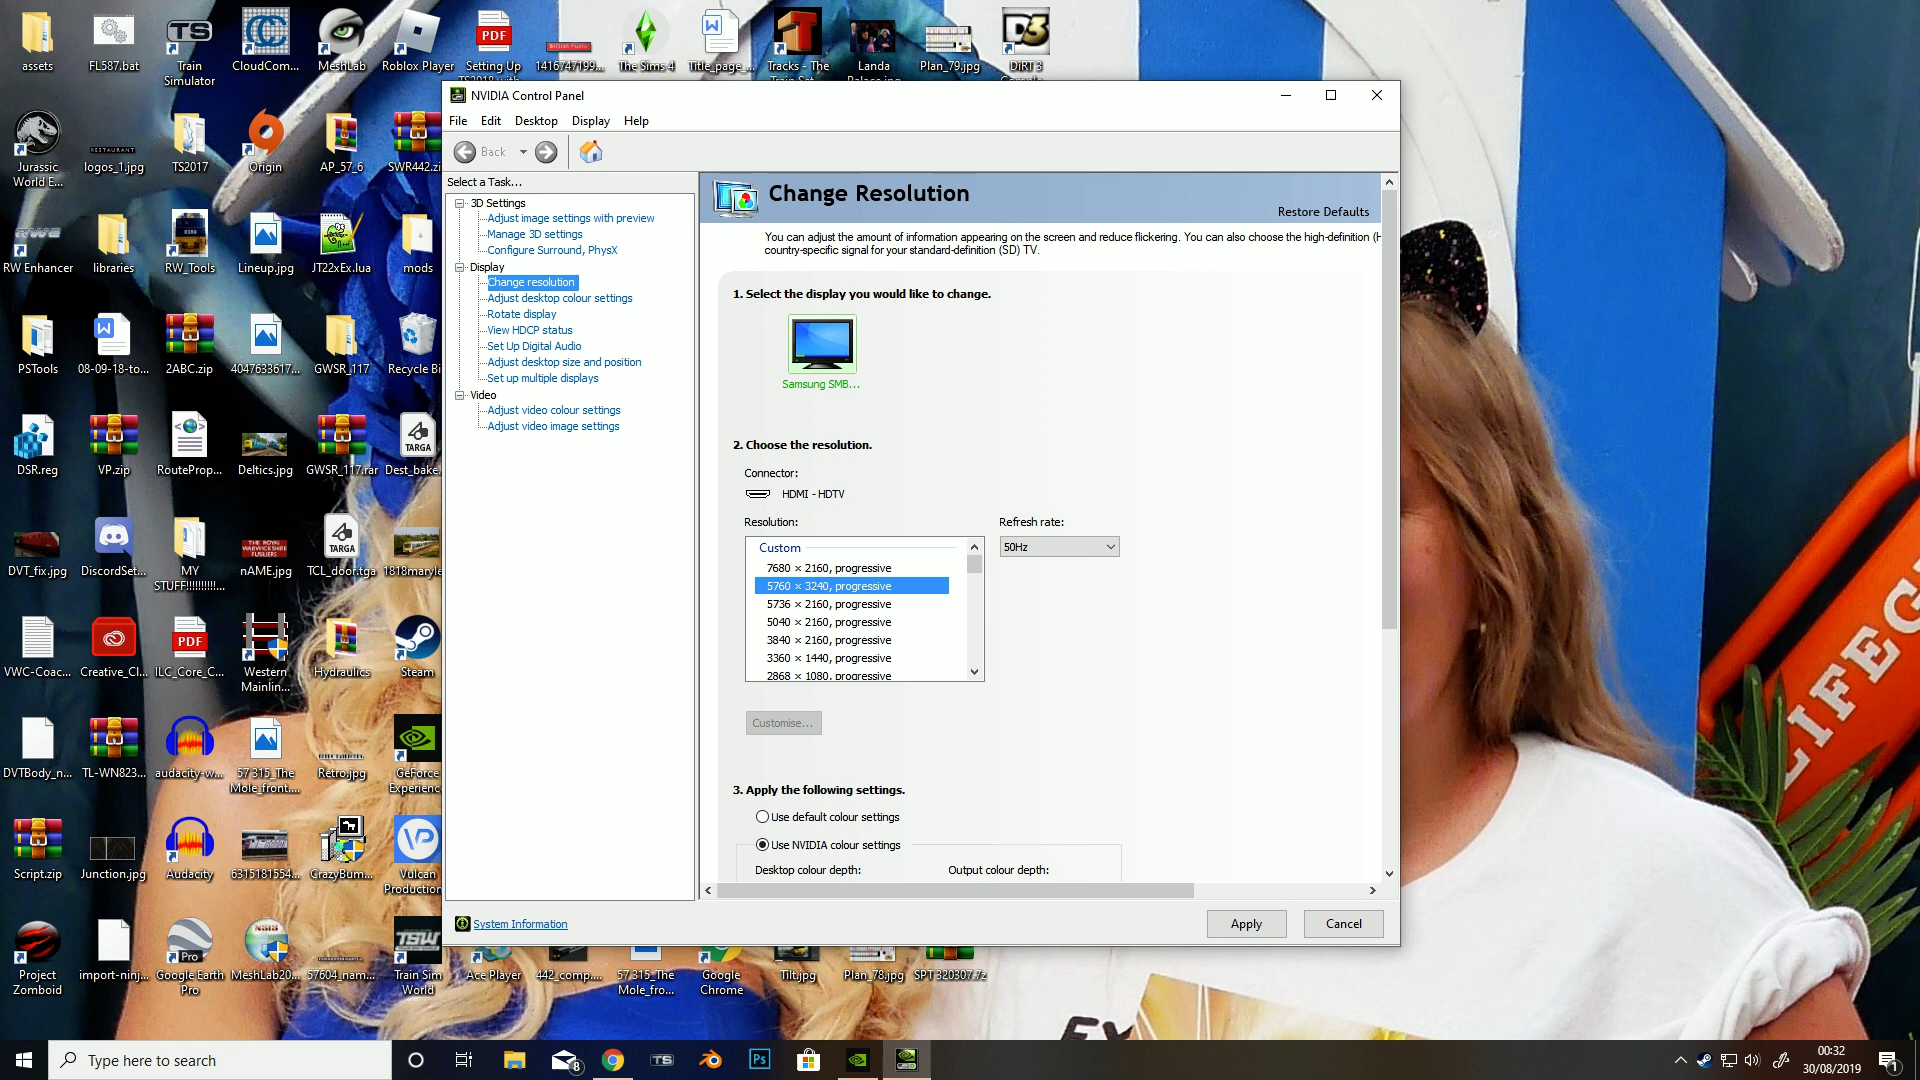 assets
FL587.bat
Train
Simulator
CloudCom...
MeshLab
Roblox Player
Setting Up
1416747199...
The Sims 4
Title_page_...
Tracks - The
Landa
Plan_79.jpg
DiRT 3
Jurassic
World E...
logos_1.jpg
TS2017
Origin
AP_57_6
SWR442.zi
RW Enhancer
libraries
RW_Tools
Lineup.jpg
JT22xEx.lua
mods
PSTools
08-09-18-to...
2ABC.zip
4047633617...
GWSR_117
Recycle Bi
DSR.reg
VP.zip
RouteProp...
Deltics.jpg
GWSR_117.rar
Dest_bake.
DVT_fix.jpg
DiscordSet...
MY
STUFF!!!!!!!!!!...
nAME.jpg
TCL_door.tga
1818maryle
VWC-Coac...
Creative_Cl...
ILC_Core_C...
Western
Mainlin...
Hydraulics
Steam
DVTBody_n...
TL-WN823...
audacity-w...
57 315_The
Mole_front....
Retro.jpg
GeForce
Experience
Script.zip
Junction.jpg
Audacity
6315181554...
CrazyBum...
Vulcan
Production
Project
Zomboid
import-ninj...
Google Earth
Pro
MeshLab20...
57604_nam...
Train Sim
World
Ace Player
442_comp....
57 315_The
Mole_fro...
Google
Chrome
Tilt.jpg
Plan_78.jpg
SPT 320307.7z
NVIDIA Control Panel
File Edit Desktop Display Help
Back
Select a Task...
3D Settings
Adjust image settings with preview
Manage 3D settings
Configure Surround, PhysX
Display
Change resolution
Adjust desktop colour settings
Rotate display
View HDCP status
Set Up Digital Audio
Adjust desktop size and position
Set up multiple displays
Video
Adjust video colour settings
Adjust video image settings
System Information
Change Resolution
Restore Defaults
You can adjust the amount of information appearing on the screen and reduce flickering. You can also choose the high-definition (H
country-specific signal for your standard-definition (SD) TV.
1. Select the display you would like to change.
Samsung SMB...
2. Choose the resolution.
Connector:
HDMI - HDTV
Resolution:
Refresh rate:
Custom
50Hz
7680 × 2160, progressive
5760 × 3240, progressive
5736 × 2160, progressive
5040 × 2160, progressive
3840 × 2160, progressive
3360 × 1440, progressive
2868 × 1080, progressive
Customise...
3. Apply the following settings.
Use default colour settings
Use NVIDIA colour settings
Desktop colour depth:
Output colour depth:
Apply
Cancel
Type here to search
00:32
30/08/2019